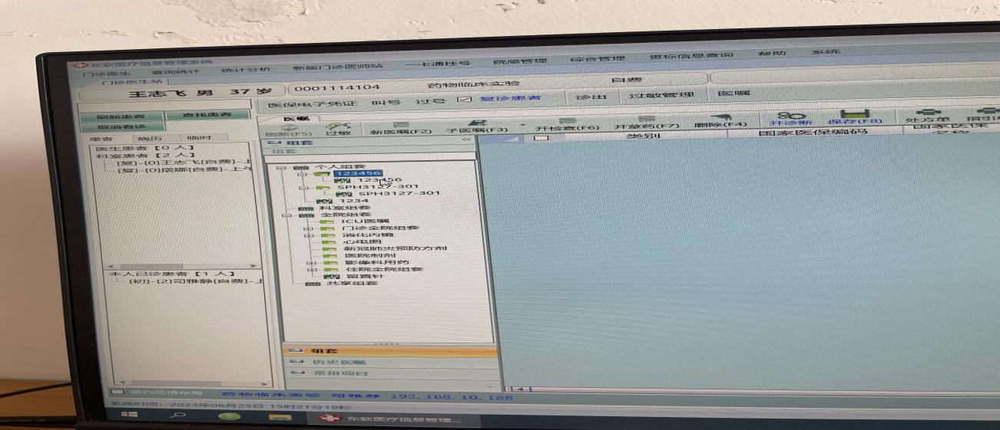 东软医疗信息管理系统
门诊医生 查询统计 统计分析 新版门诊医师站 一卡通挂号 院感管理 综合管理 贯标信息查询 帮助 系统
门诊医生站
王志飞 男 37 岁 0001114104 药物临床实验 自费
医保电子凭证 叫号 过号 复诊患者 诊出 过敏管理 医嘱
刷新患者 查找患者
取消看诊
医嘱
刷新(F5) 过敏 新医嘱(F2) 子医嘱(F3) 开检查(F6) 开草药(F7) 删除(F4) 开诊断 保存(F8) 处方单 指引
患者 病历 临时
医生患者【0 人】
科室患者【2 人】
[复]-[0]王志飞[自费]-上
[复]-[0] 娜[自费]-上午
本人已诊患者【1 人】
[初]-[2]司雅静[自费]-上
组套 <<
组套
个人组套
123456
123456
SPH3127-301
SPH3127-301
1234
科室组套
全院组套
ICU医嘱
门诊全院组套
消化内镜
心电图
新冠肺炎预防方剂
医院制剂
影像科用药
住院全院组套
留置针
共享组套
组套
历史医嘱
常用项目
类别 国家医保编码 国家医保
名称
简约风格布局 药物临床实验 司雅静 192.168.10.188
系统时间: 2023年06月25日 15时21分19秒
东软医疗信息管理...